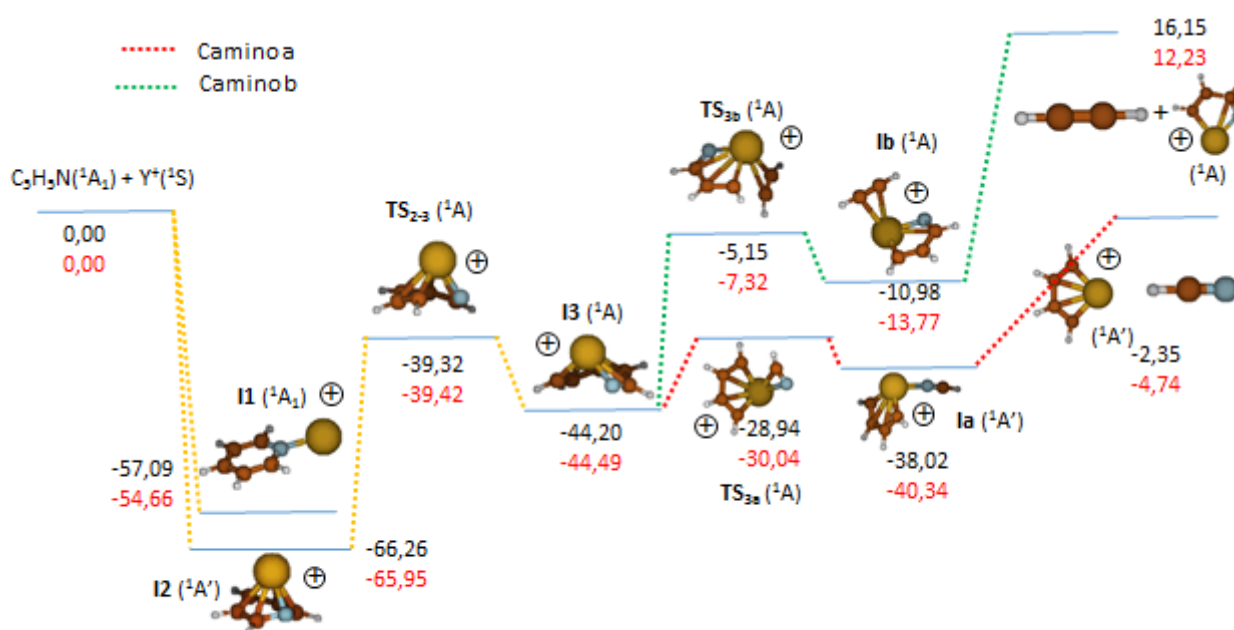 Camino a
Camino b
C₅H₅N(¹A₁) + Y⁺(¹S)
0,00
0,00
I1 (¹A₁)
-57,09
-54,66
I2 (¹A’)
-66,26
-65,95
TS₂₋₃ (¹A)
-39,32
-39,42
I3 (¹A)
-44,20
-44,49
TS₃b (¹A)
-5,15
-7,32
-28,94
-30,04
TS₃a (¹A)
Ib (¹A)
-10,98
-13,77
Ia (¹A’)
-38,02
-40,34
16,15
12,23
+
(¹A)
(¹A’)
-2,35
-4,74